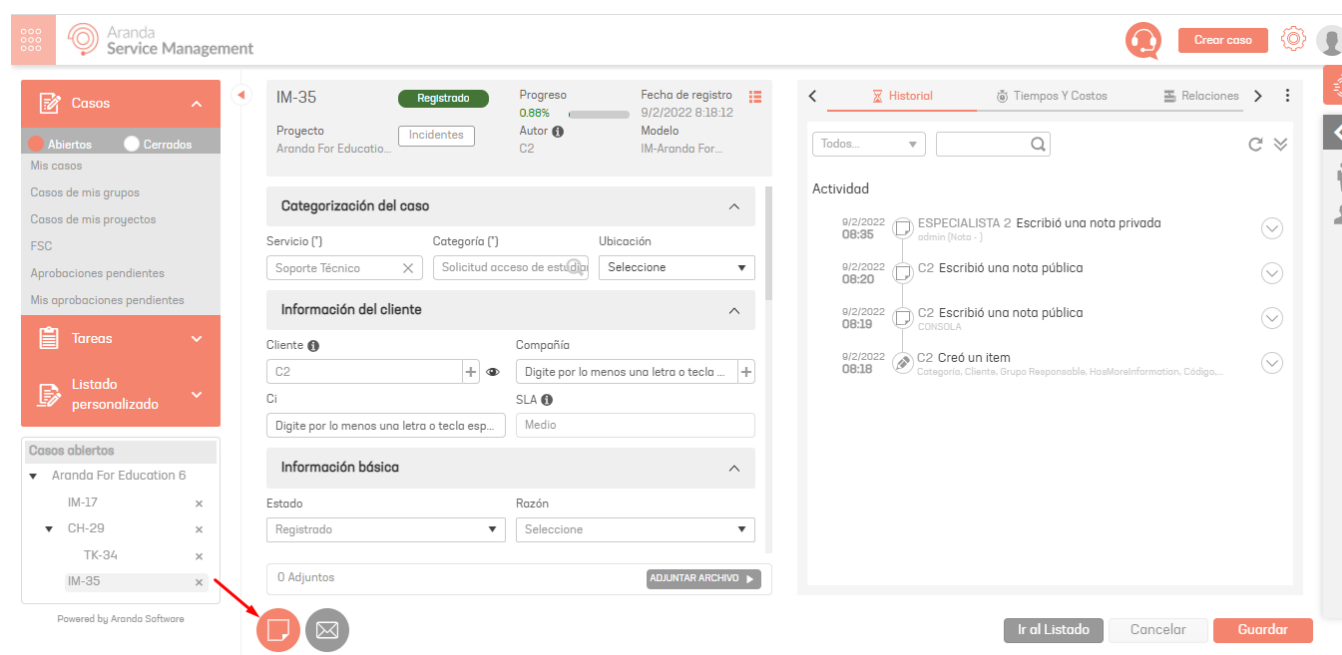 Aranda
Service Management
Crear caso
Casos
Abiertos
Cerrados
Mis casos
Casos de mis grupos
Casos de mis proyectos
FSC
Aprobaciones pendientes
Mis aprobaciones pendientes
Tareas
Listado
personalizado
Casos abiertos
Aranda For Education 6
IM-17
CH-29
TK-34
IM-35
Powered by Aranda Software
IM-35
Registrado
Progreso
0.88%
Fecha de registro
9/2/2022 8:18:12
Proyecto
Aranda For Educatio...
Incidentes
Autor
C2
Modelo
IM-Aranda For...
Categorización del caso
Servicio (*)
Categoría (*)
Ubicación
Soporte Técnico
Solicitud acceso de estudian
Seleccione
Información del cliente
Cliente
Compañía
C2
Digite por lo menos una letra o tecla ...
Ci
SLA
Digite por lo menos una letra o tecla esp...
Medio
Información básica
Estado
Razón
Registrado
Seleccione
0 Adjuntos
ADJUNTAR ARCHIVO
Historial
Tiempos Y Costos
Relaciones
Todos...
Actividad
9/2/2022
08:35
ESPECIALISTA 2 Escribió una nota privada
admin (Nota - )
9/2/2022
08:20
C2 Escribió una nota pública
9/2/2022
08:19
C2 Escribió una nota pública
CONSOLA
9/2/2022
08:18
C2 Creó un item
Categoria, Cliente, Grupo Responsable, HasMoreInformation, Código,...
Ir al Listado
Cancelar
Guardar